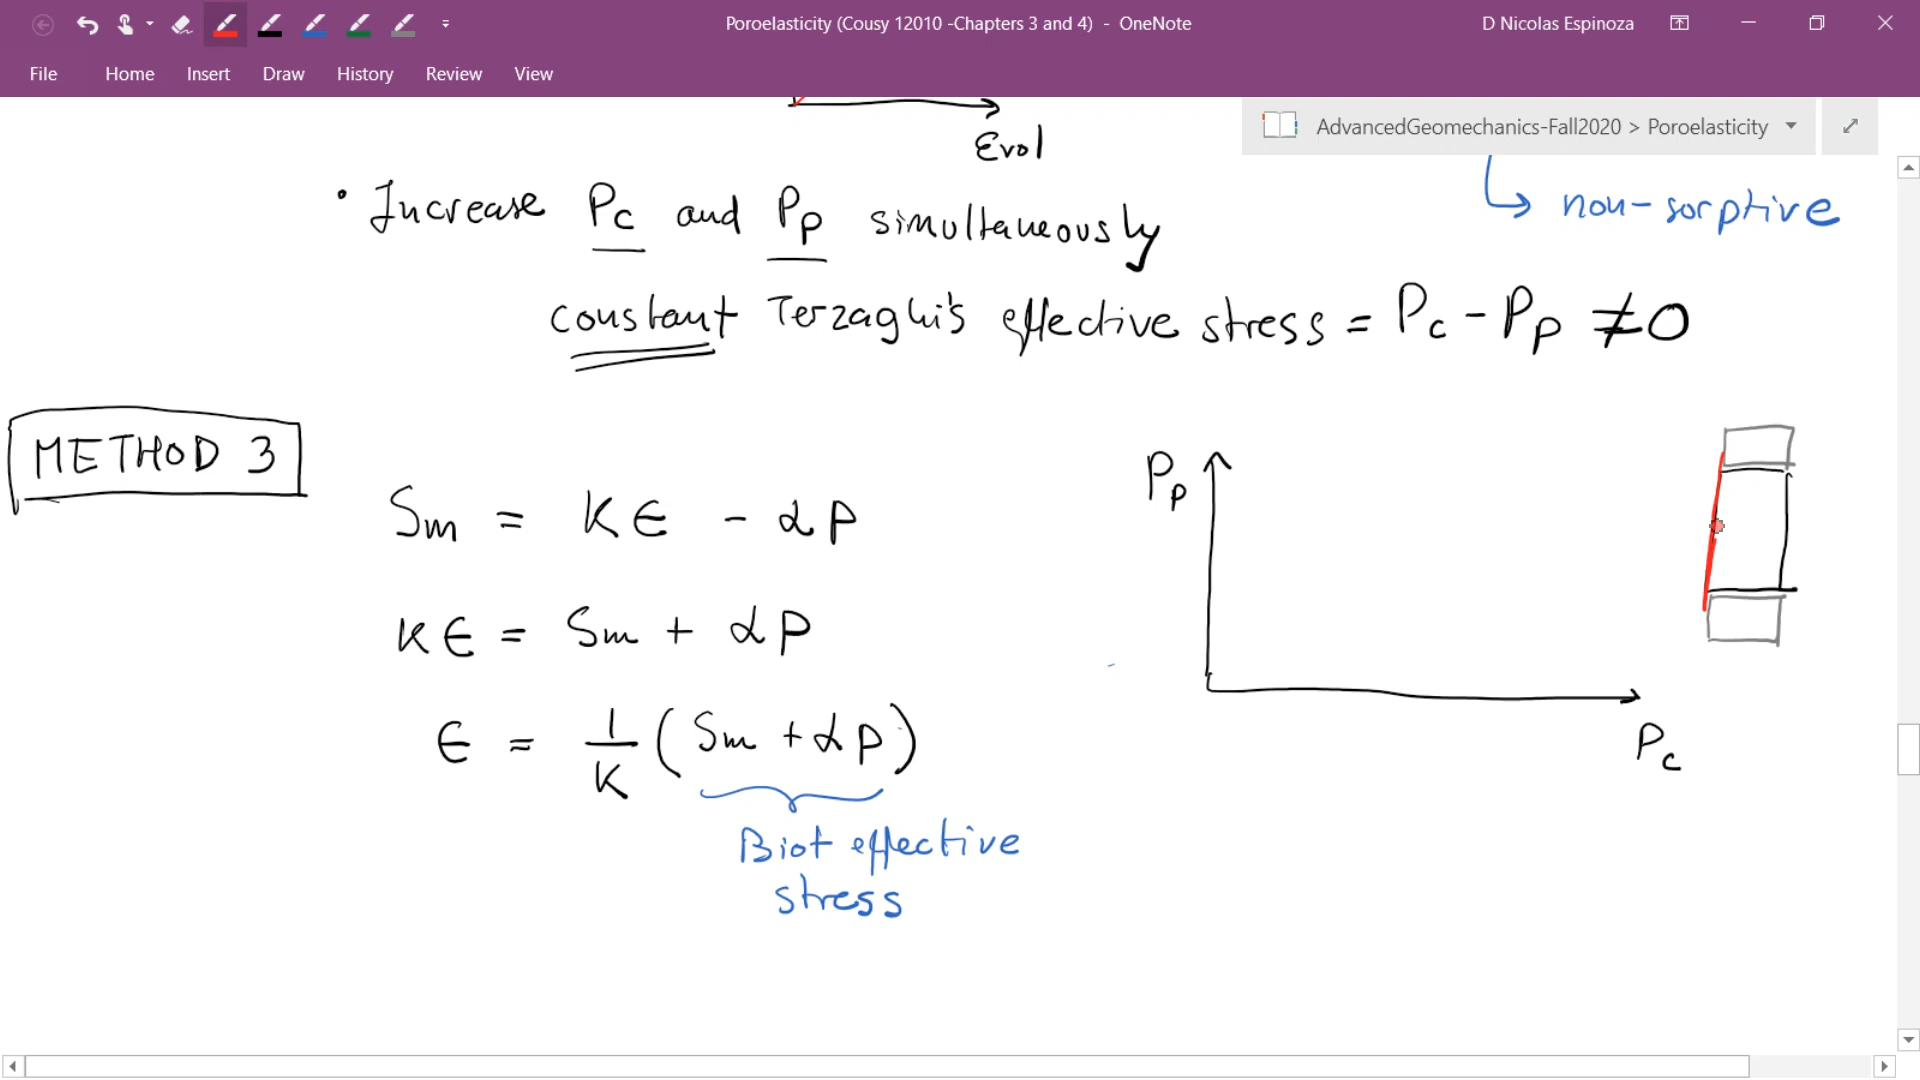 Poroelasticity (Cousy 12010 -Chapters 3 and 4) - OneNote
D Nicolas Espinoza
File Home Insert Draw History Review View
AdvancedGeomechanics-Fall2020 > Poroelasticity
Evol
non-sorptive
• Increase Pc and Pp simultaneously
constant Terzaghi's effective stress = Pc - Pp ≠ 0
METHOD 3
Sm = Kϵ - αp
Kϵ = Sm + αp
ϵ = 1/K (Sm + αp)
Biot effective
stress
Pp
Pc